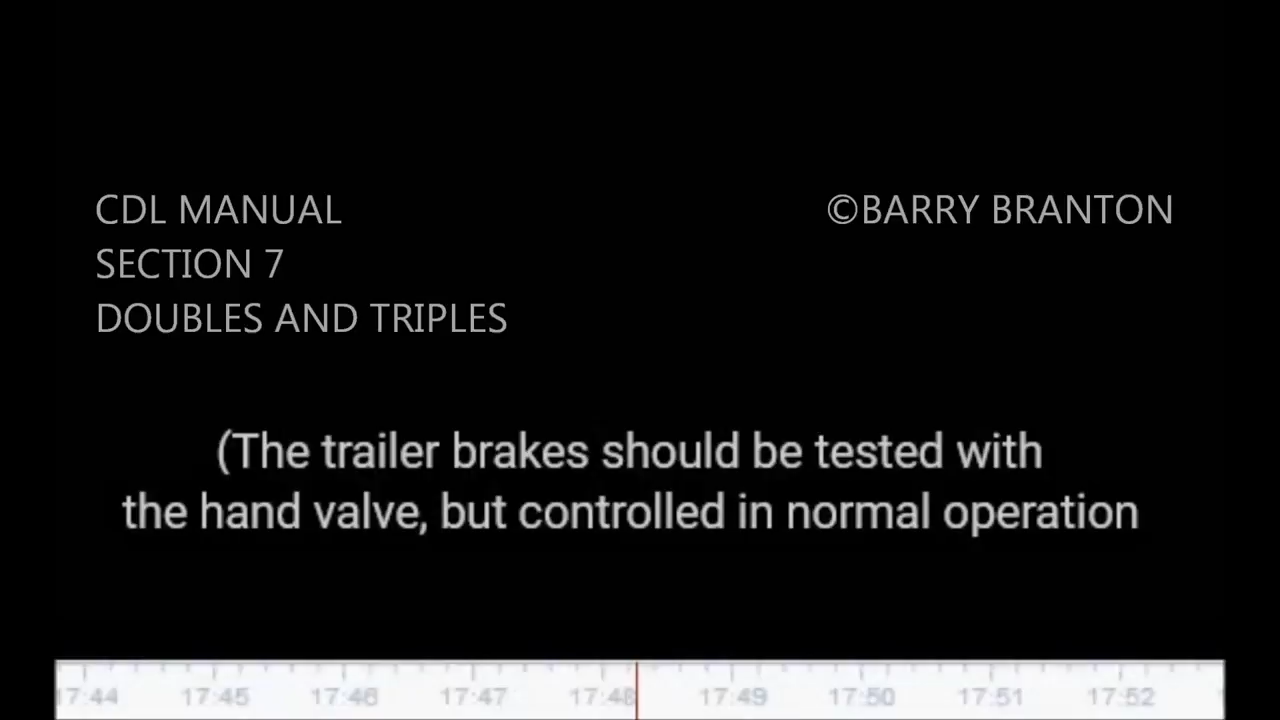 CDL MANUAL
©BARRY BRANTON
SECTION 7
DOUBLES AND TRIPLES
(The trailer brakes should be tested with
the hand valve, but controlled in normal operation
17:44 17:45 17:46 17:47 17:48 17:49 17:50 17:51 17:52